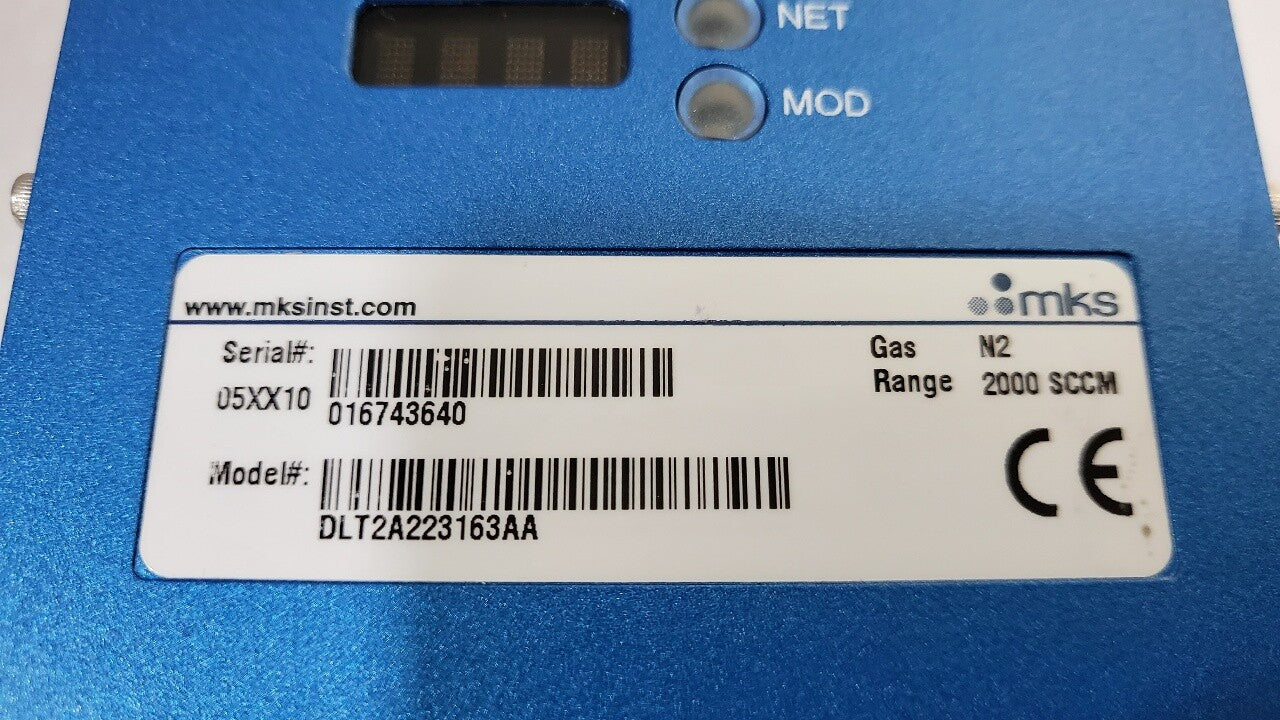 NET
MOD
www.mksinst.com
mks
Serial#:
05XX10
016743640
Gas N2
Range 2000 SCCM
Model#:
DLT2A223163AA
CE